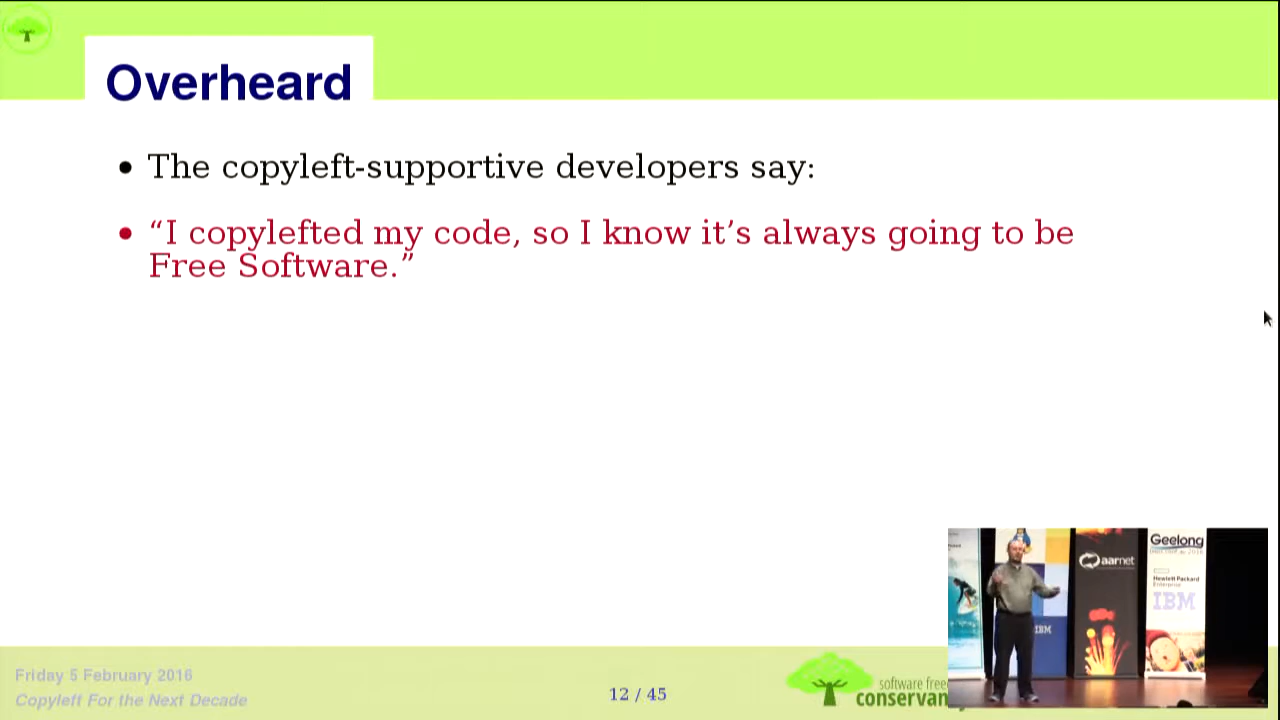 Overheard
• The copyleft-supportive developers say:
• “I copylefted my code, so I know it’s always going to be
Free Software.”
Geelong
aarnet
Hewlett Packard
Enterprise
IBM
IBM
Friday 5 February 2016
Copyleft For the Next Decade
12 / 45
software free
conservan